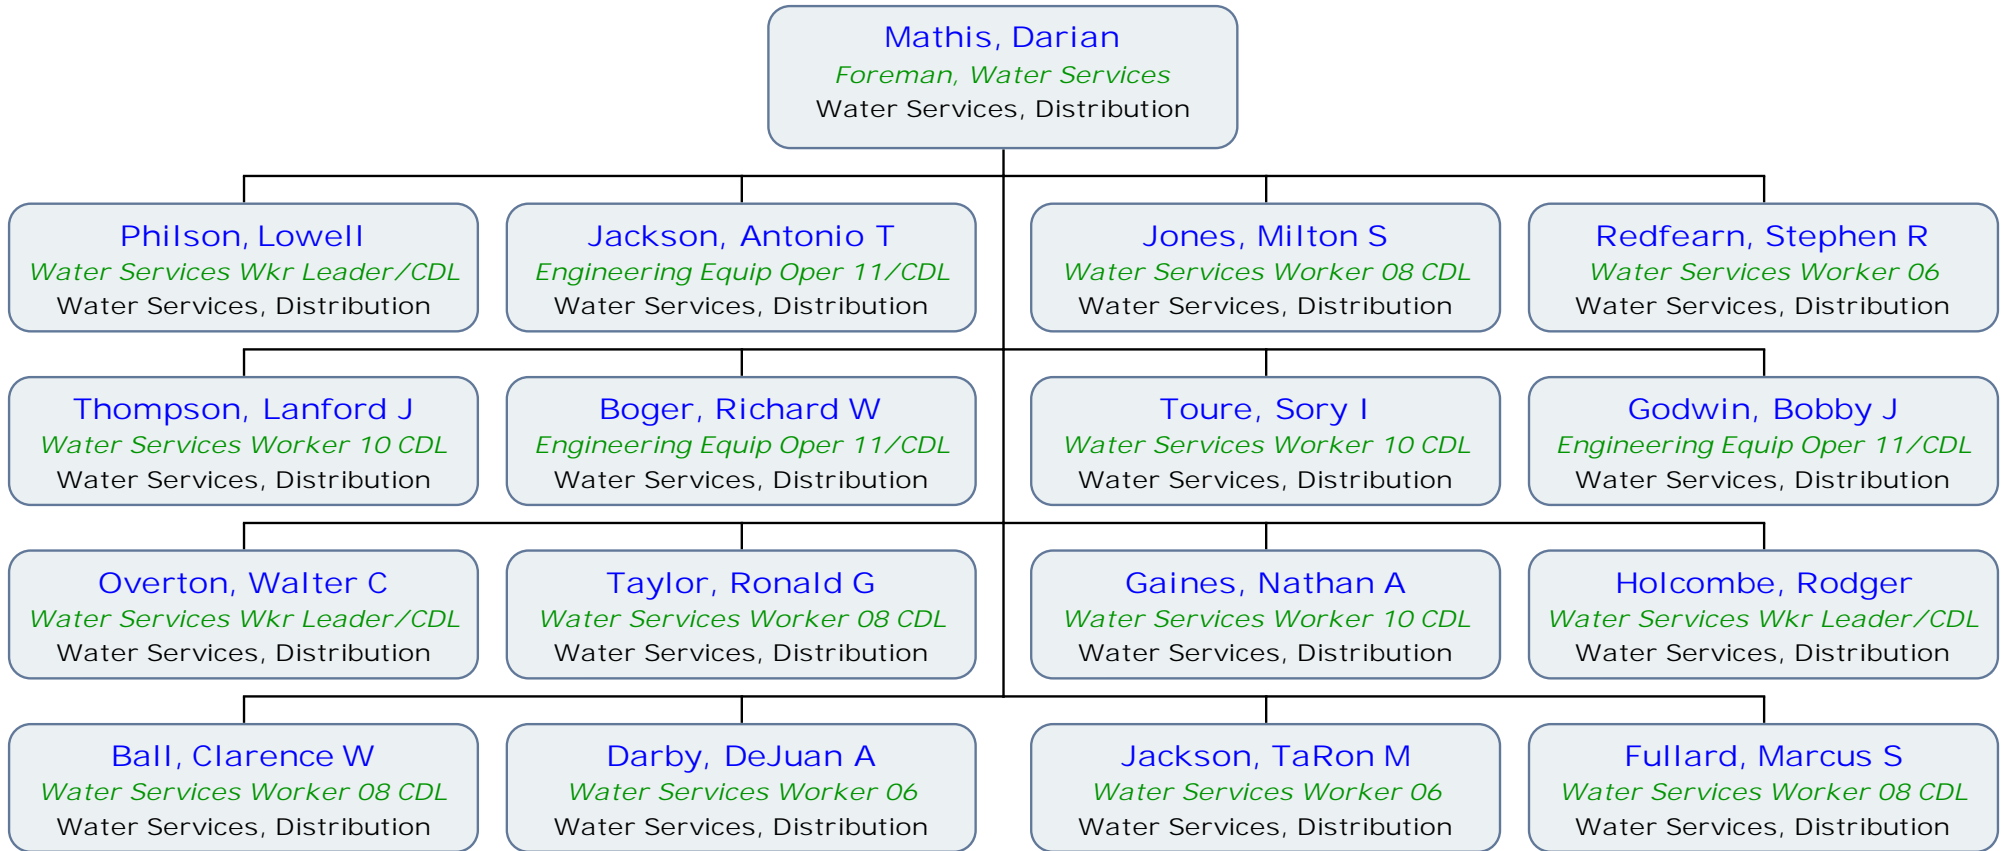 Mathis, Darian
Foreman, Water Services
Water Services, Distribution
Philson, Lowell
Water Services Wkr Leader/CDL
Water Services, Distribution
Jackson, Antonio T
Engineering Equip Oper 11/CDL
Water Services, Distribution
Jones, Milton S
Water Services Worker 08 CDL
Water Services, Distribution
Redfearn, Stephen R
Water Services Worker 06
Water Services, Distribution
Thompson, Lanford J
Water Services Worker 10 CDL
Water Services, Distribution
Boger, Richard W
Engineering Equip Oper 11/CDL
Water Services, Distribution
Toure, Sory I
Water Services Worker 10 CDL
Water Services, Distribution
Godwin, Bobby J
Engineering Equip Oper 11/CDL
Water Services, Distribution
Overton, Walter C
Water Services Wkr Leader/CDL
Water Services, Distribution
Taylor, Ronald G
Water Services Worker 08 CDL
Water Services, Distribution
Gaines, Nathan A
Water Services Worker 10 CDL
Water Services, Distribution
Holcombe, Rodger
Water Services Wkr Leader/CDL
Water Services, Distribution
Ball, Clarence W
Water Services Worker 08 CDL
Water Services, Distribution
Darby, DeJuan A
Water Services Worker 06
Water Services, Distribution
Jackson, TaRon M
Water Services Worker 06
Water Services, Distribution
Fullard, Marcus S
Water Services Worker 08 CDL
Water Services, Distribution